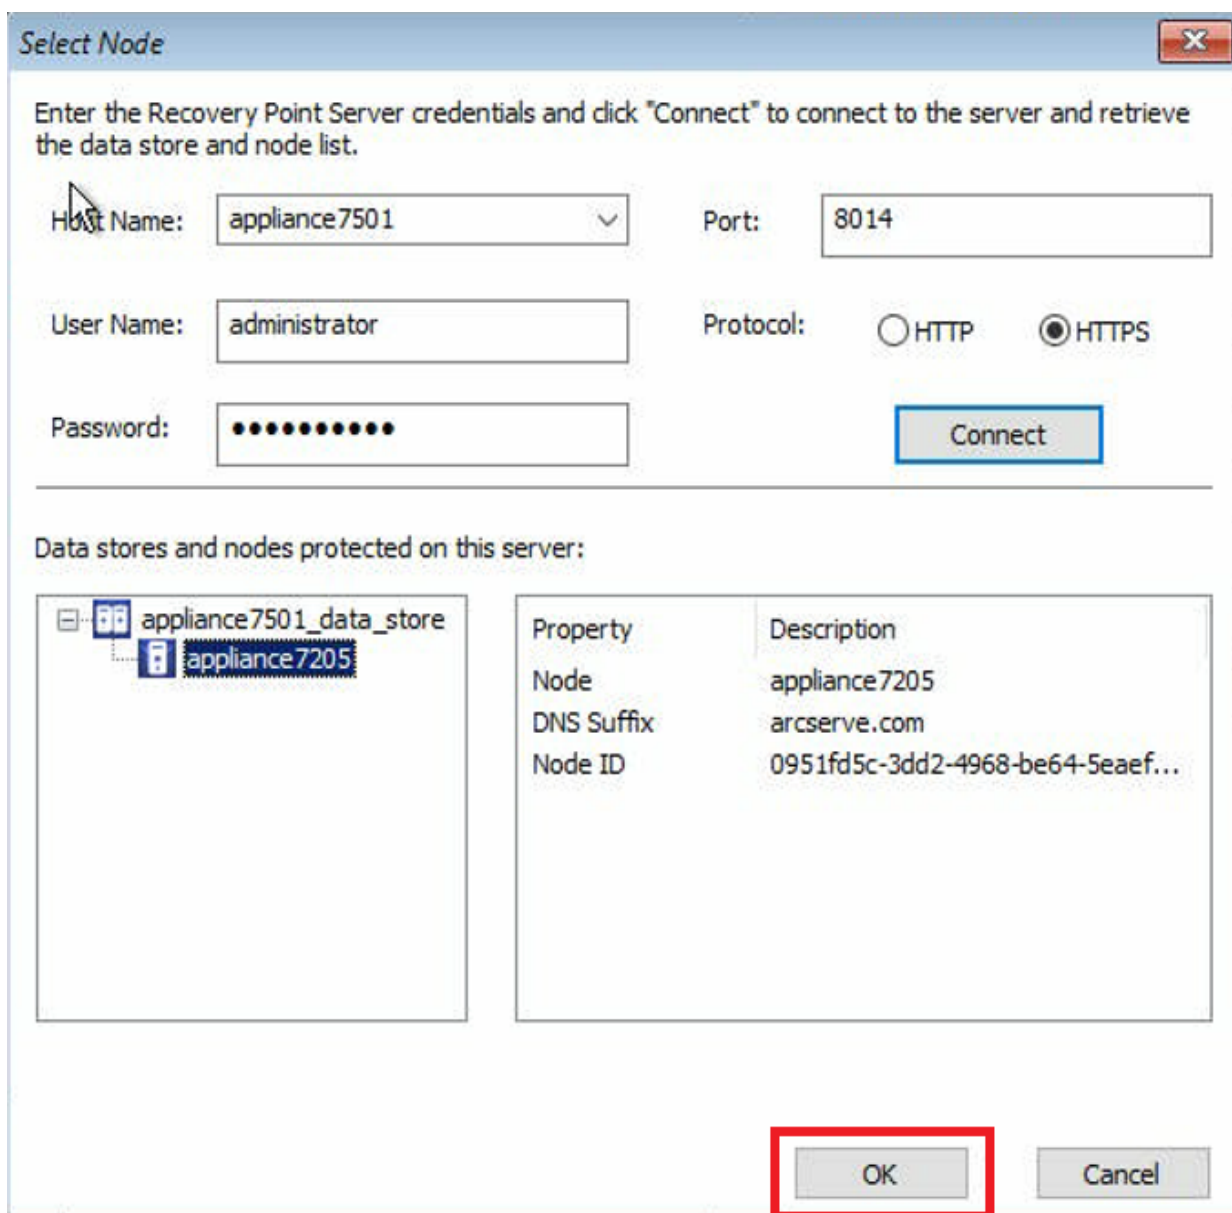 Select Node
Enter the Recovery Point Server credentials and click "Connect" to connect to the server and retrieve
the data store and node list.
Host Name: appliance7501 Port: 8014
User Name: administrator Protocol: HTTP HTTPS
Password: ●●●●●●●●●● Connect
Data stores and nodes protected on this server:
appliance7501_data_store
appliance7205
Property Description
Node appliance7205
DNS Suffix arcserve.com
Node ID 0951fd5c-3dd2-4968-be64-5eaef...
OK Cancel